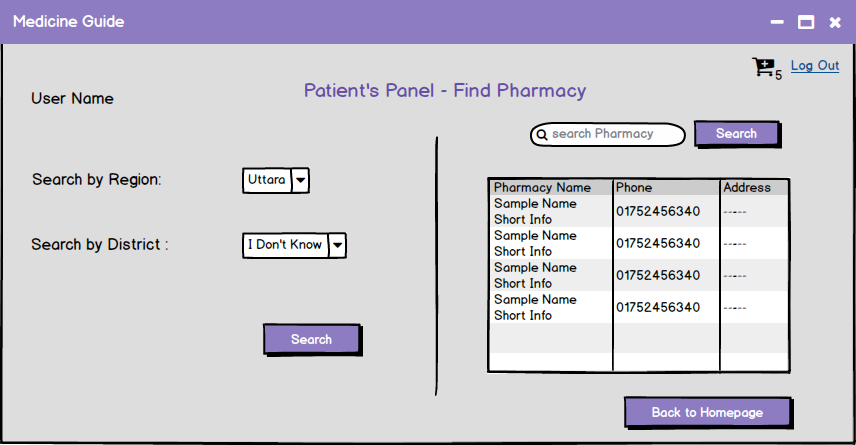 Medicine Guide
5 Log Out
User Name
Patient's Panel - Find Pharmacy
search Pharmacy Search
Search by Region: Uttara
Search by District : I Don't Know
Search
Pharmacy Name Phone Address
Sample Name
Short Info 01752456340 -----
Sample Name
Short Info 01752456340 -----
Sample Name
Short Info 01752456340 -----
Sample Name
Short Info 01752456340 -----
Back to Homepage